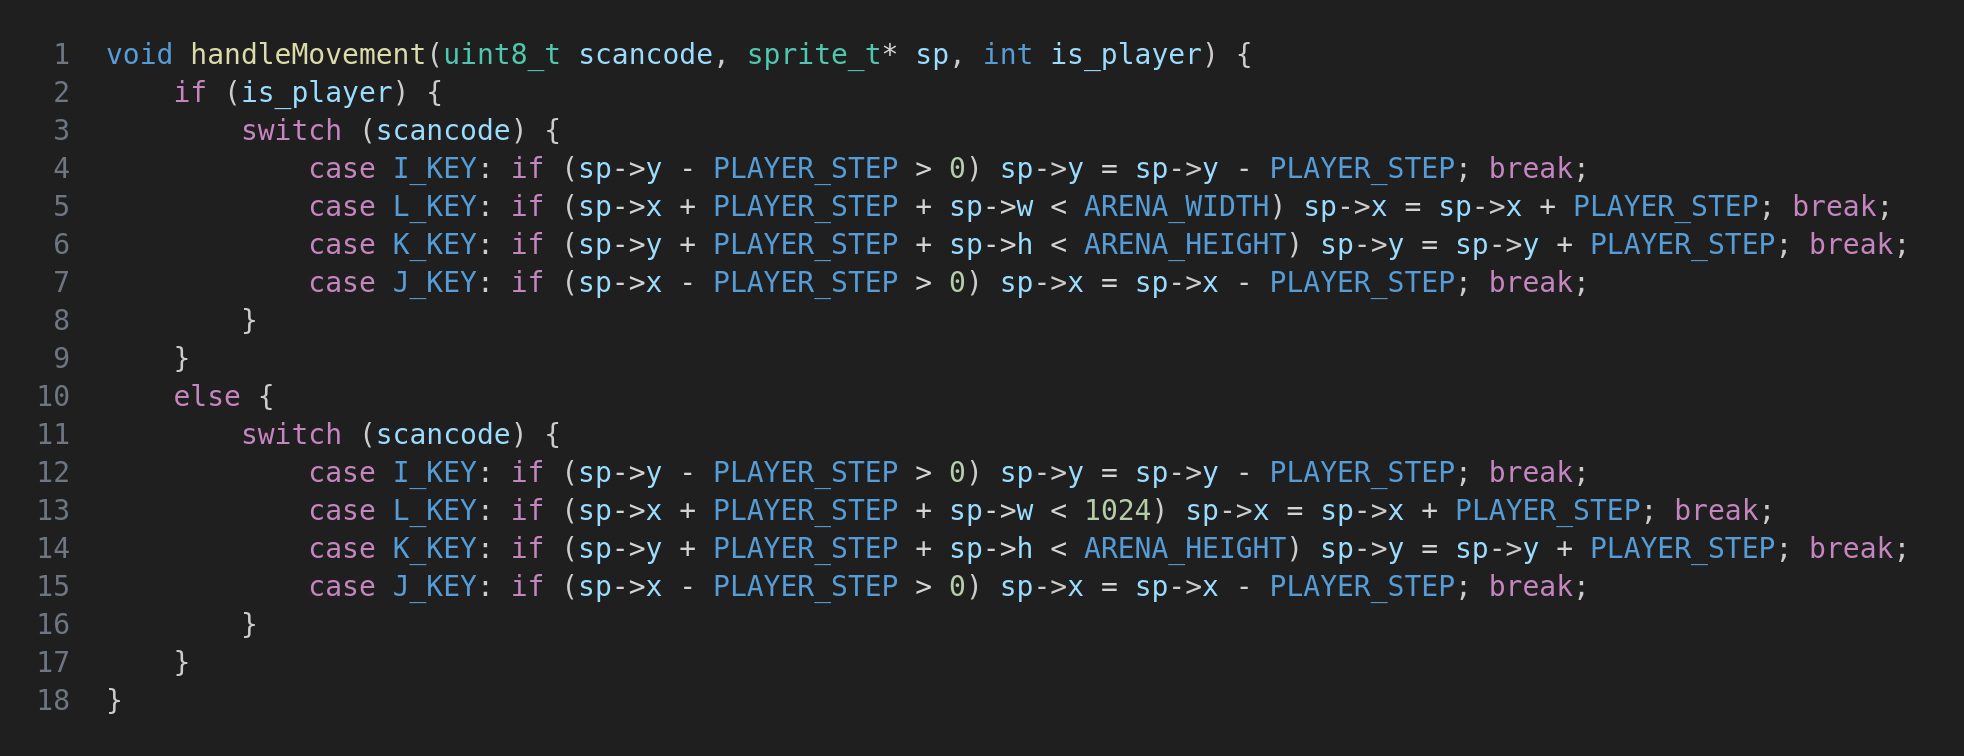 1 void handleMovement(uint8_t scancode, sprite_t* sp, int is_player) {
2     if (is_player) {
3         switch (scancode) {
4             case I_KEY: if (sp->y - PLAYER_STEP > 0) sp->y = sp->y - PLAYER_STEP; break;
5             case L_KEY: if (sp->x + PLAYER_STEP + sp->w < ARENA_WIDTH) sp->x = sp->x + PLAYER_STEP; break;
6             case K_KEY: if (sp->y + PLAYER_STEP + sp->h < ARENA_HEIGHT) sp->y = sp->y + PLAYER_STEP; break;
7             case J_KEY: if (sp->x - PLAYER_STEP > 0) sp->x = sp->x - PLAYER_STEP; break;
8         }
9     }
10     else {
11         switch (scancode) {
12             case I_KEY: if (sp->y - PLAYER_STEP > 0) sp->y = sp->y - PLAYER_STEP; break;
13             case L_KEY: if (sp->x + PLAYER_STEP + sp->w < 1024) sp->x = sp->x + PLAYER_STEP; break;
14             case K_KEY: if (sp->y + PLAYER_STEP + sp->h < ARENA_HEIGHT) sp->y = sp->y + PLAYER_STEP; break;
15             case J_KEY: if (sp->x - PLAYER_STEP > 0) sp->x = sp->x - PLAYER_STEP; break;
16         }
17     }
18 }